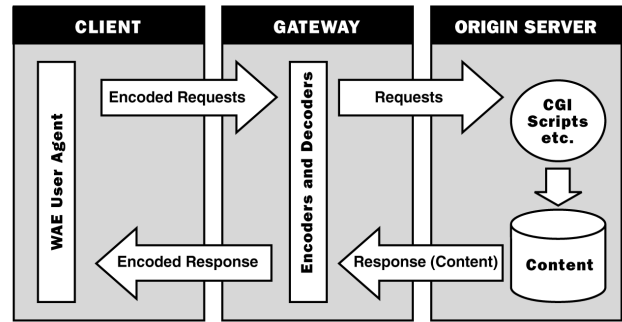 CLIENT
GATEWAY
ORIGIN SERVER
WAE User Agent
Encoded Requests
Encoders and Decoders
Requests
CGI
Scripts
etc.
Encoded Response
Response (Content)
Content